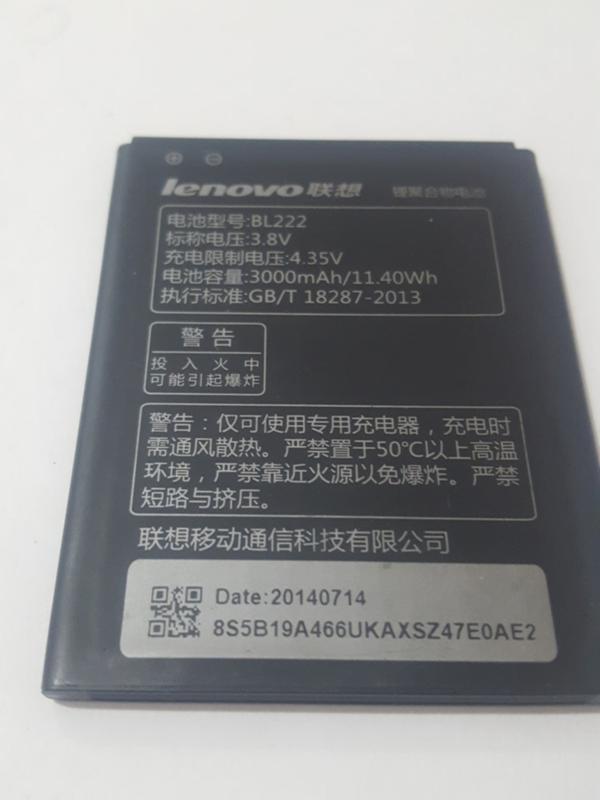 lenovo联想 锂聚合物电池
电池型号:BL222
标称电压:3.8V
充电限制电压:4.35V
电池容量:3000mAh/11.40Wh
执行标准:GB/T 18287-2013
警告
投入火中
可能引起爆炸
警告：仅可使用专用充电器，充电时
需通风散热。严禁置于50°C以上高温
环境，严禁靠近火源以免爆炸。严禁
短路与挤压。
联想移动通信科技有限公司
Date:20140714
8S5B19A466UKAXSZ47E0AE2